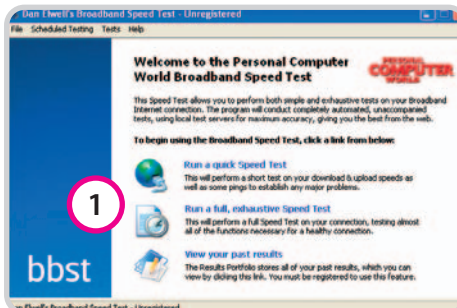 Dan Elwell's Broadband Speed Test - Unregistered
File Scheduled Testing Tests Help
Welcome to the Personal Computer
World Broadband Speed Test
PERSONAL
COMPUTER
WORLD
This Speed Test allows you to perform both simple and exhaustive tests on your Broadband
Internet connection. The program will conduct completely automated, unaccompanied
tests, using local test servers for maximum accuracy, giving you the best from the web.
To begin using the Broadband Speed Test, click a link from below:
Run a quick Speed Test
This will perform a short test on your download & upload speeds as
well as some pings to establish any major problems.
1
Run a full, exhaustive Speed Test
This will perform a full Speed Test on your connection, testing almost
all of the functions necessary for a healthy connection.
View your past results
The Results Portfolio stores all of your past results, which you can
view by clicking this link. You must be registered to use this feature.
bbst
Elwell's Broadband Speed Test - Unregistered